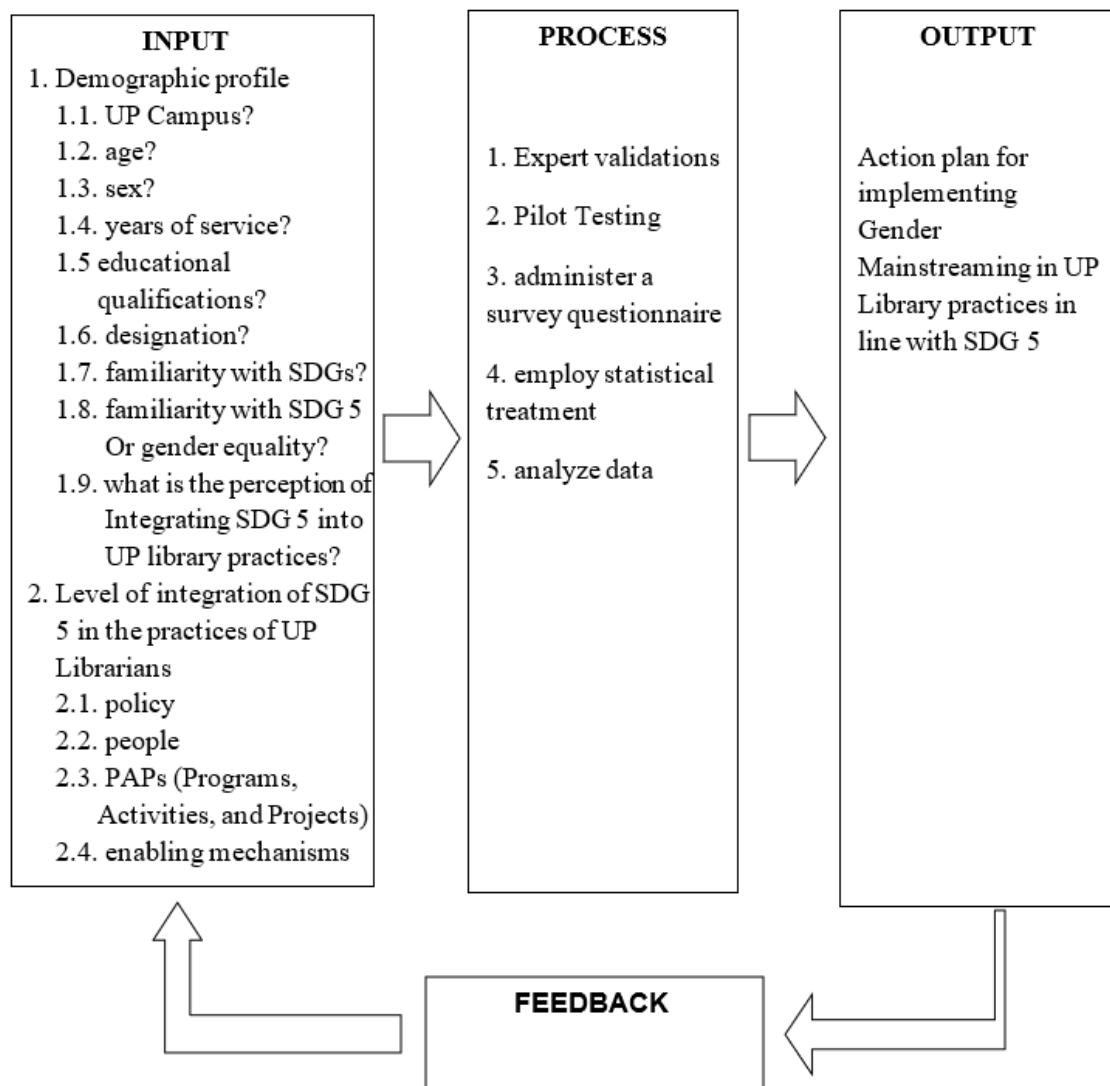 INPUT
1. Demographic profile
1.1. UP Campus?
1.2. age?
1.3. sex?
1.4. years of service?
1.5 educational
qualifications?
1.6. designation?
1.7. familiarity with SDGs?
1.8. familiarity with SDG 5
Or gender equality?
1.9. what is the perception of
Integrating SDG 5 into
UP library practices?
2. Level of integration of SDG
5 in the practices of UP
Librarians
2.1. policy
2.2. people
2.3. PAPs (Programs,
Activities, and Projects)
2.4. enabling mechanisms
PROCESS
1. Expert validations
2. Pilot Testing
3. administer a
survey questionnaire
4. employ statistical
treatment
5. analyze data
OUTPUT
Action plan for
implementing
Gender
Mainstreaming in UP
Library practices in
line with SDG 5
FEEDBACK